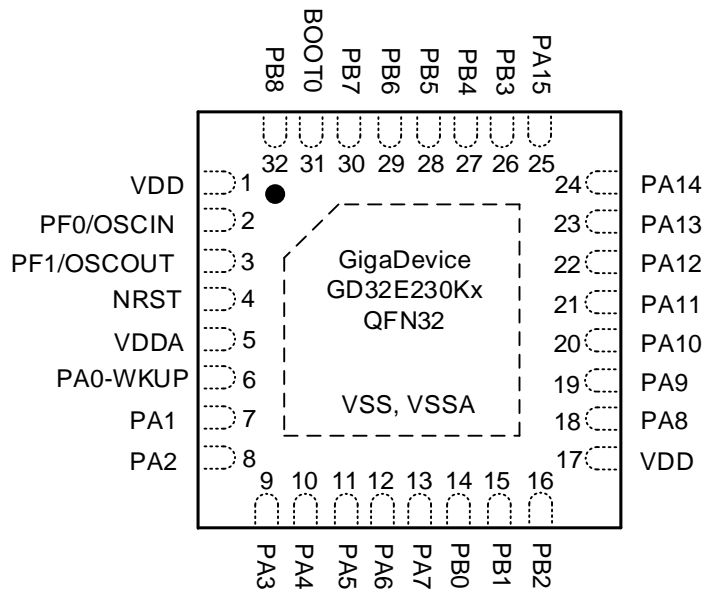 PB8
BOOT0
PB7
PB6
PB5
PB4
PB3
PA15
32 31 30 29 28 27 26 25
VDD 1
PF0/OSCIN 2
PF1/OSCOUT 3
NRST 4
VDDA 5
PA0-WKUP 6
PA1 7
PA2 8
GigaDevice
GD32E230Kx
QFN32
VSS, VSSA
24 PA14
23 PA13
22 PA12
21 PA11
20 PA10
19 PA9
18 PA8
17 VDD
9 10 11 12 13 14 15 16
PA3
PA4
PA5
PA6
PA7
PB0
PB1
PB2